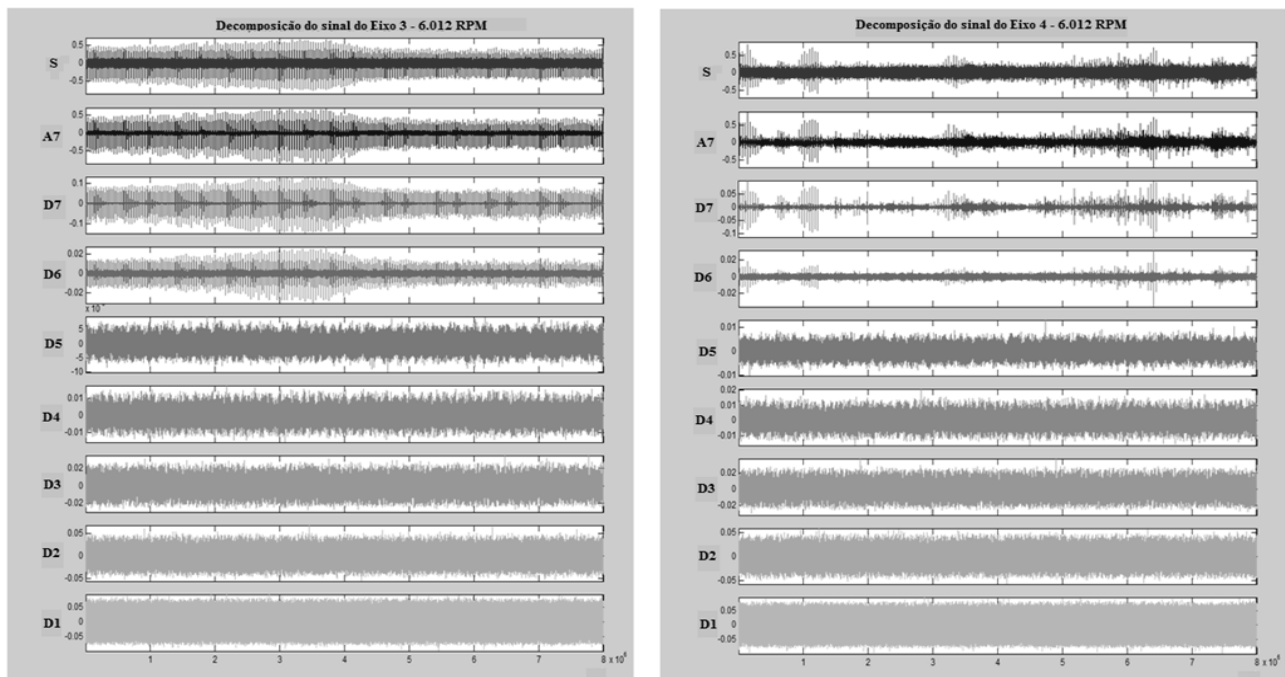 Decomposição do sinal do Eixo 3 - 6.012 RPM
S
0.5
0
-0.5
A7
0.5
0
-0.5
D7
0.1
0
-0.1
D6
0.02
0
-0.02
D5
5
0
-5
-10
D4
0.01
0
-0.01
D3
0.02
0
-0.02
D2
0.05
0
-0.05
D1
0.05
0
-0.05
1 2 3 4 5 6 7 8 x 10⁶
Decomposição do sinal do Eixo 4 - 6.012 RPM
S
0.5
0
-0.5
A7
0.5
0
-0.5
D7
0.05
0
-0.05
-0.1
D6
0.02
0
-0.02
D5
0.01
0
-0.01
D4
0.02
0.01
0
-0.01
D3
0.02
0
-0.02
D2
0.05
0
-0.05
D1
0.05
0
-0.05
1 2 3 4 5 6 7 8 x 10⁶